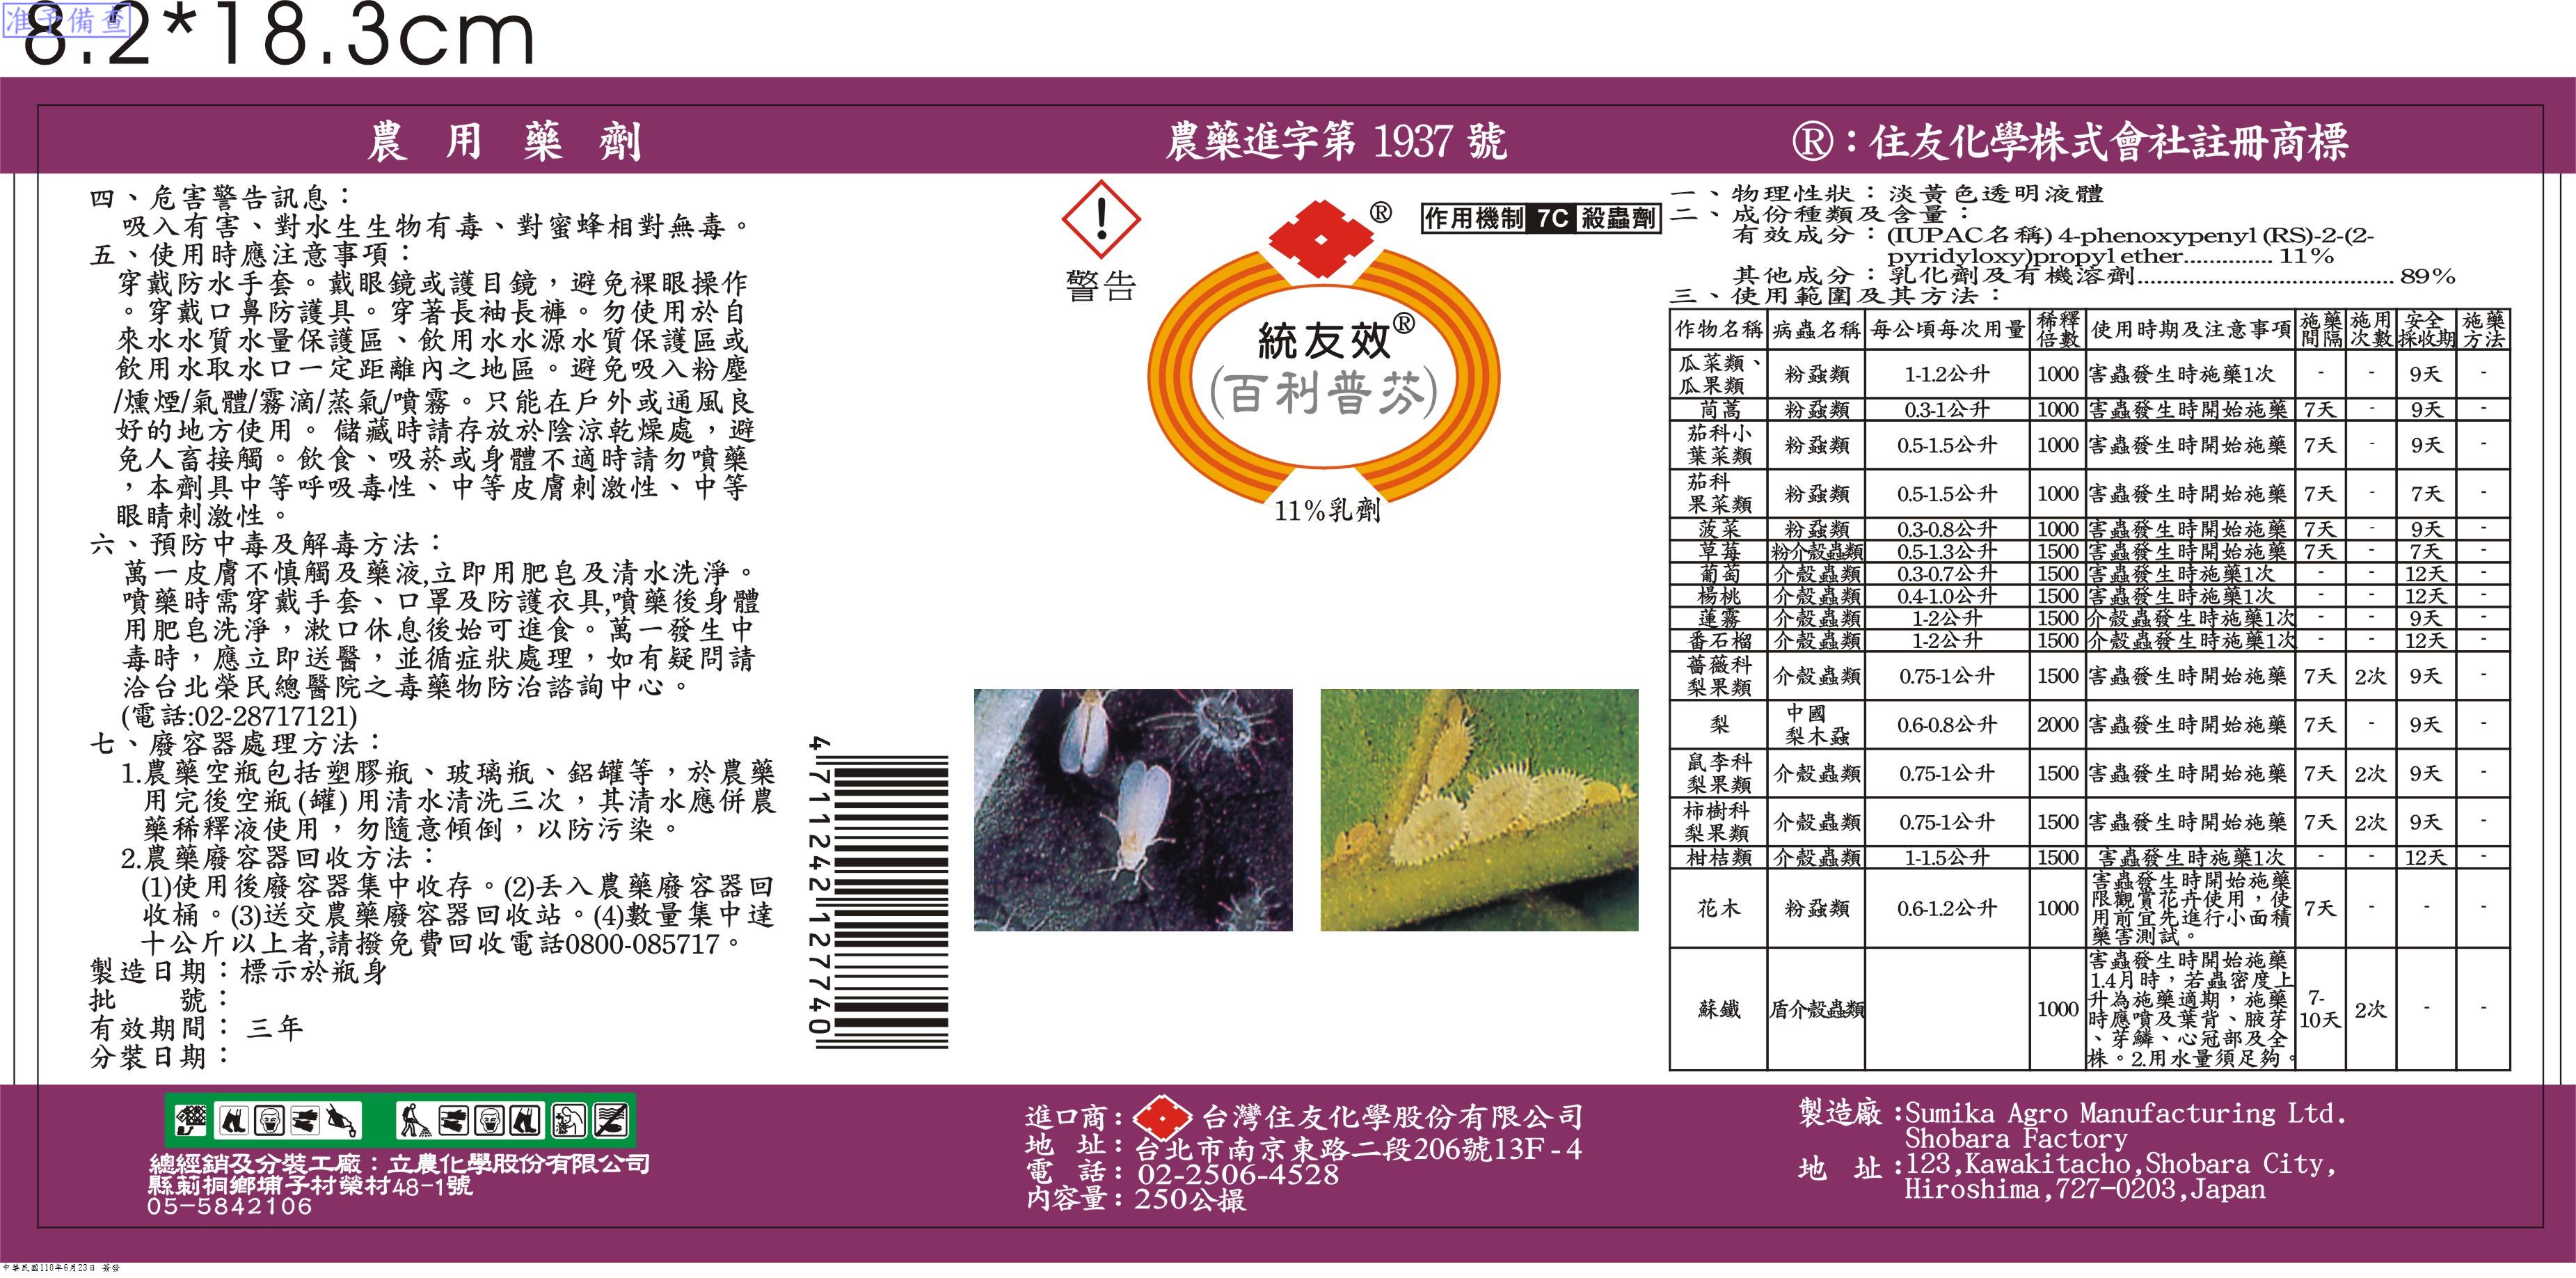 准予備查
8.2*18.3cm
農用藥劑
四、危害警告訊息：
吸入有害、對水生生物有毒、對蜜蜂相對無毒。
五、使用時應注意事項：
穿戴防水手套。戴眼鏡或護目鏡，避免裸眼操作
。穿戴口鼻防護具。穿著長袖長褲。勿使用於自
來水水質水量保護區、飲用水水源水質保護區或
飲用水取水口一定距離內之地區。避免吸入粉塵
/燻煙/氣體/霧滴/蒸氣/噴霧。只能在戶外或通風良
好的地方使用。 儲藏時請存放於陰涼乾燥處，避
免人畜接觸。飲食、吸菸或身體不適時請勿噴藥
，本劑具中等呼吸毒性、中等皮膚刺激性、中等
眼睛刺激性。
六、預防中毒及解毒方法：
萬一皮膚不慎觸及藥液,立即用肥皂及清水洗淨。
噴藥時需穿戴手套、口罩及防護衣具,噴藥後身體
用肥皂洗淨，漱口休息後始可進食。萬一發生中
毒時，應立即送醫，並循症狀處理，如有疑問請
洽台北榮民總醫院之毒藥物防治諮詢中心。
(電話:02-28717121)
七、廢容器處理方法：
1.農藥空瓶包括塑膠瓶、玻璃瓶、鋁罐等，於農藥
用完後空瓶(罐)用清水清洗三次，其清水應併農
藥稀釋液使用，勿隨意傾倒，以防污染。
2.農藥廢容器回收方法：
(1)使用後廢容器集中收存。(2)丟入農藥廢容器回
收桶。(3)送交農藥廢容器回收站。(4)數量集中達
十公斤以上者,請撥免費回收電話0800-085717。
製造日期：標示於瓶身
批 號：
有效期間： 三年
分裝日期：
4 711242 127740
總經銷及分裝工廠：立農化學股份有限公司
縣莿桐鄉埔子村榮村48-1號
05-5842106
農藥進字第 1937 號
警告
®
作用機制 7C 殺蟲劑
統友效®
(百利普芬)
11%乳劑
進口商：台灣住友化學股份有限公司
地 址：台北市南京東路二段206號13F-4
電 話：02-2506-4528
內容量：250公撮
®：住友化學株式會社註冊商標
一、物理性狀：淡黃色透明液體
二、成份種類及含量：
有效成分：(IUPAC名稱) 4-phenoxypenyl (RS)-2-(2-
pyridyloxy)propyl ether.............. 11%
其他成分：乳化劑及有機溶劑........................................ 89%
三、使用範圍及其方法：
作物名稱 病蟲名稱 每公頃每次用量 稀釋倍數 使用時期及注意事項 施藥間隔 施用次數 安全採收期 施藥方法
瓜菜類、瓜果類 粉蝨類 1-1.2公升 1000 害蟲發生時施藥1次 - - 9天 -
茼蒿 粉蝨類 0.3-1公升 1000 害蟲發生時開始施藥 7天 - 9天 -
茄科小葉菜類 粉蝨類 0.5-1.5公升 1000 害蟲發生時開始施藥 7天 - 9天 -
茄科果菜類 粉蝨類 0.5-1.5公升 1000 害蟲發生時開始施藥 7天 - 7天 -
菠菜 粉蝨類 0.3-0.8公升 1000 害蟲發生時開始施藥 7天 - 9天 -
草莓 粉介殼蟲類 0.5-1.3公升 1500 害蟲發生時開始施藥 7天 - 7天 -
葡萄 介殼蟲類 0.3-0.7公升 1500 害蟲發生時施藥1次 - - 12天 -
楊桃 介殼蟲類 0.4-1.0公升 1500 害蟲發生時施藥1次 - - 12天 -
蓮霧 介殼蟲類 1-2公升 1500 介殼蟲發生時施藥1次 - - 9天 -
番石榴 介殼蟲類 1-2公升 1500 介殼蟲發生時施藥1次 - - 12天 -
薔薇科梨果類 介殼蟲類 0.75-1公升 1500 害蟲發生時開始施藥 7天 2次 9天 -
梨 中國梨木蝨 0.6-0.8公升 2000 害蟲發生時開始施藥 7天 - 9天 -
鼠李科梨果類 介殼蟲類 0.75-1公升 1500 害蟲發生時開始施藥 7天 2次 9天 -
柿樹科梨果類 介殼蟲類 0.75-1公升 1500 害蟲發生時開始施藥 7天 2次 9天 -
柑桔類 介殼蟲類 1-1.5公升 1500 害蟲發生時施藥1次 - - 12天 -
花木 粉蝨類 0.6-1.2公升 1000 害蟲發生時開始施藥限觀賞花卉使用，使用前宜先進行小面積藥害測試。 7天 - - -
蘇鐵 盾介殼蟲類 1000 害蟲發生時開始施藥1.4月時，若蟲密度上升為施藥適期，施藥時應噴及葉背、腋芽、芽鱗、心冠部及全株。2.用水量須足夠。 7-10天 2次 - -
製造廠:Sumika Agro Manufacturing Ltd.
Shobara Factory
地 址:123,Kawakitacho,Shobara City,
Hiroshima,727-0203,Japan
中華民國110年6月23日 簽發